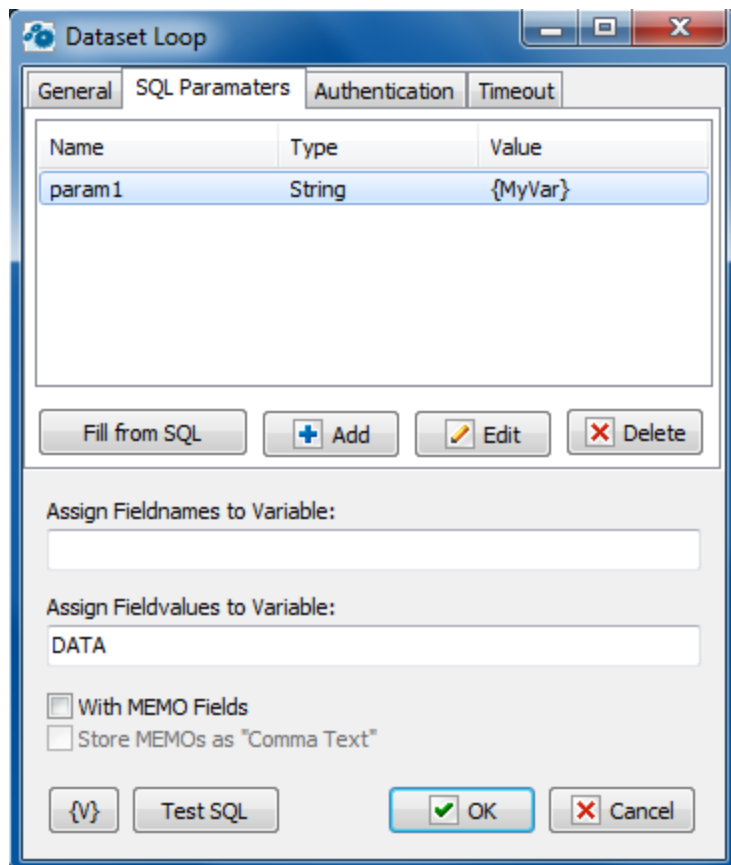 Dataset Loop
General SQL Paramaters Authentication Timeout
Name Type Value
param1 String {MyVar}
Fill from SQL Add Edit Delete
Assign Fieldnames to Variable:
Assign Fieldvalues to Variable:
DATA
With MEMO Fields
Store MEMOs as "Comma Text"
{V} Test SQL OK Cancel